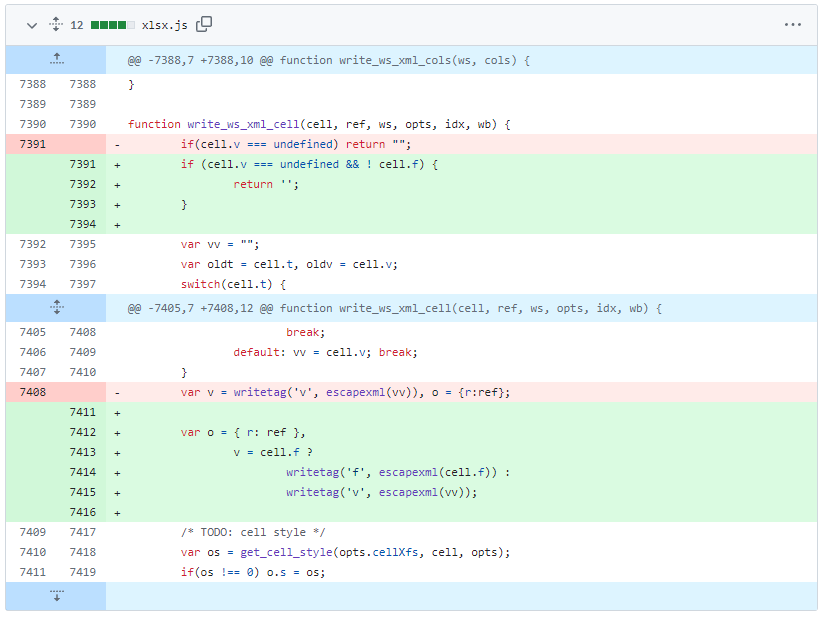 12 xlsx.js
@@ -7388,7 +7388,10 @@ function write_ws_xml_cols(ws, cols) {
7388 7388 }
7389 7389
7390 7390 function write_ws_xml_cell(cell, ref, ws, opts, idx, wb) {
7391 - if(cell.v === undefined) return "";
7391 + if (cell.v === undefined && ! cell.f) {
7392 + return '';
7393 + }
7394 +
7392 7395 var vv = "";
7393 7396 var oldt = cell.t, oldv = cell.v;
7394 7397 switch(cell.t) {
@@ -7405,7 +7408,12 @@ function write_ws_xml_cell(cell, ref, ws, opts, idx, wb) {
7405 7408 break;
7406 7409 default: vv = cell.v; break;
7407 7410 }
7408 - var v = writetag('v', escapexml(vv)), o = {r:ref};
7411 +
7412 + var o = { r: ref },
7413 + v = cell.f ?
7414 + writetag('f', escapexml(cell.f)) :
7415 + writetag('v', escapexml(vv));
7416 +
7409 7417 /* TODO: cell style */
7410 7418 var os = get_cell_style(opts.cellXfs, cell, opts);
7411 7419 if(os !== 0) o.s = os;